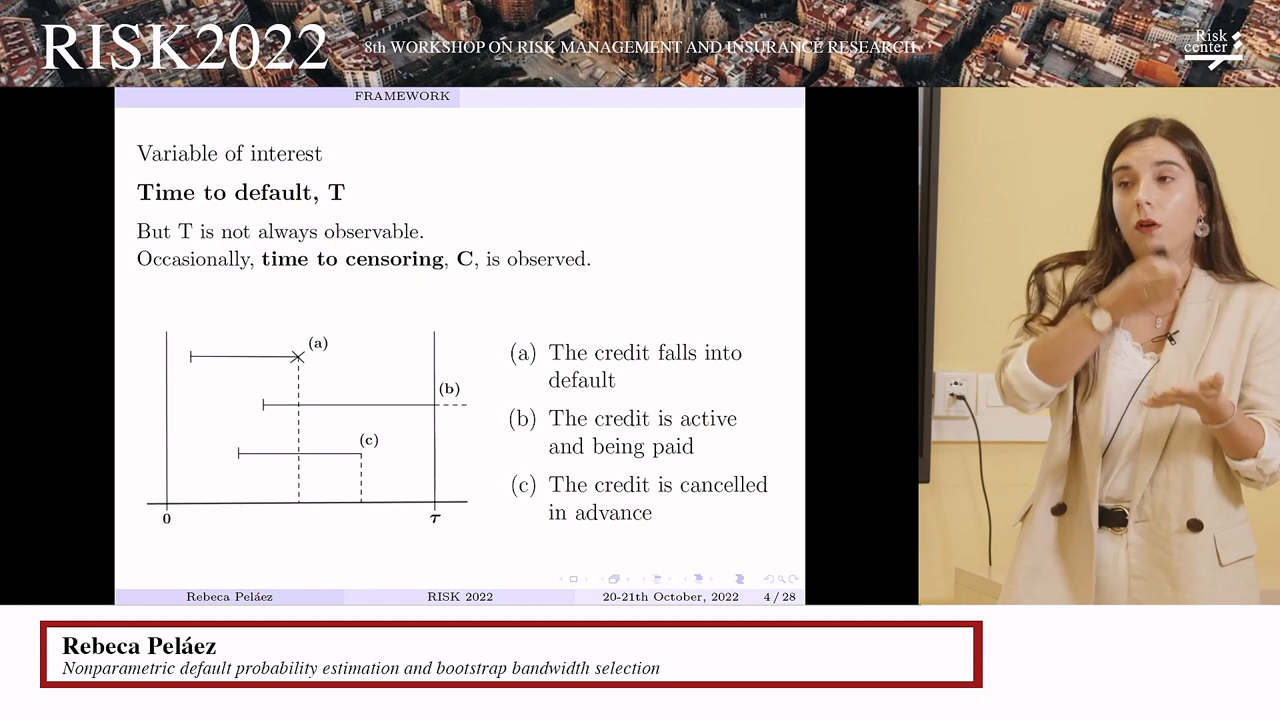 RISK2022
8th WORKSHOP ON RISK MANAGEMENT AND INSURANCE RESEARCH
Risk
center
FRAMEWORK
Variable of interest
Time to default, T
But T is not always observable.
Occasionally, time to censoring, C, is observed.
(a)
(b)
(c)
0
τ
(a) The credit falls into
default
(b) The credit is active
and being paid
(c) The credit is cancelled
in advance
Rebeca Peláez
RISK 2022
20-21th October, 2022
4 / 28
Rebeca Peláez
Nonparametric default probability estimation and bootstrap bandwidth selection